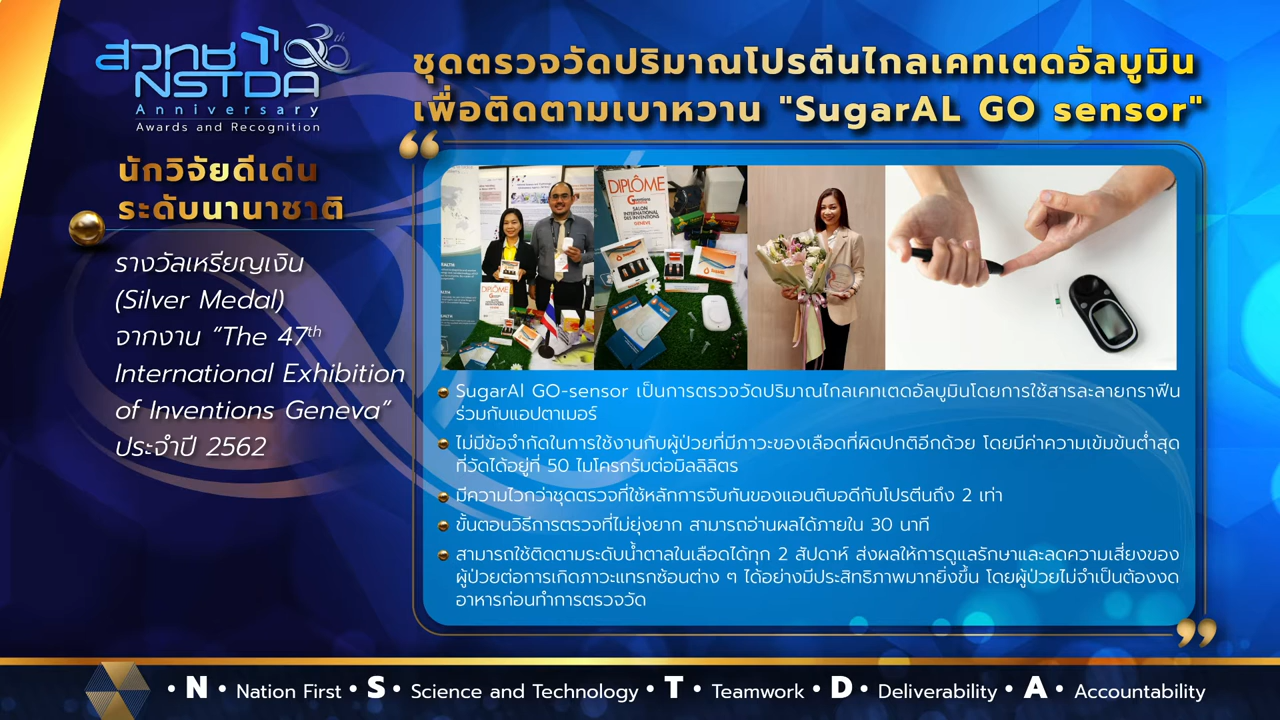 สวทช
30th
NSTDA
Anniversary
Awards and Recognition
นักวิจัยดีเด่น
ระดับนานาชาติ
รางวัลเหรียญเงิน
(Silver Medal)
จากงาน “The 47th
International Exhibition
of Inventions Geneva”
ประจำปี 2562
ชุดตรวจวัดปริมาณโปรตีนไกลเคทเตดอัลบูมิน
เพื่อติดตามเบาหวาน "SugarAL GO sensor"
DIPLÔME
SALON
INTERNATIONAL
DES INVENTIONS
GENÈVE
DIPLÔME
SugarAl GO-sensor เป็นการตรวจวัดปริมาณไกลเคทเตดอัลบูมินโดยการใช้สารละลายกราฟีน
ร่วมกับแอปตาเมอร์
ไม่มีข้อจำกัดในการใช้งานกับผู้ป่วยที่มีภาวะของเลือดที่ผิดปกติอีกด้วย โดยมีค่าความเข้มข้นต่ำสุด
ที่วัดได้อยู่ที่ 50 ไมโครกรัมต่อมิลลิลิตร
มีความไวกว่าชุดตรวจที่ใช้หลักการจับกันของแอนติบอดีกับโปรตีนถึง 2 เท่า
ขั้นตอนวิธีการตรวจที่ไม่ยุ่งยาก สามารถอ่านผลได้ภายใน 30 นาที
สามารถใช้ติดตามระดับน้ำตาลในเลือดได้ทุก 2 สัปดาห์ ส่งผลให้การดูแลรักษาและลดความเสี่ยงของ
ผู้ป่วยต่อการเกิดภาวะแทรกซ้อนต่าง ๆ ได้อย่างมีประสิทธิภาพมากยิ่งขึ้น โดยผู้ป่วยไม่จำเป็นต้องงด
อาหารก่อนทำการตรวจวัด
• N • Nation First • S • Science and Technology • T • Teamwork • D • Deliverability • A • Accountability